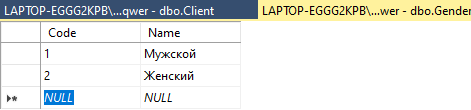 LAPTOP-EGGG2KPB\...qwer - dbo.Client LAPTOP-EGGG2KPB\...wer - dbo.Gender
Code Name
1 Мужской
2 Женский
NULL NULL